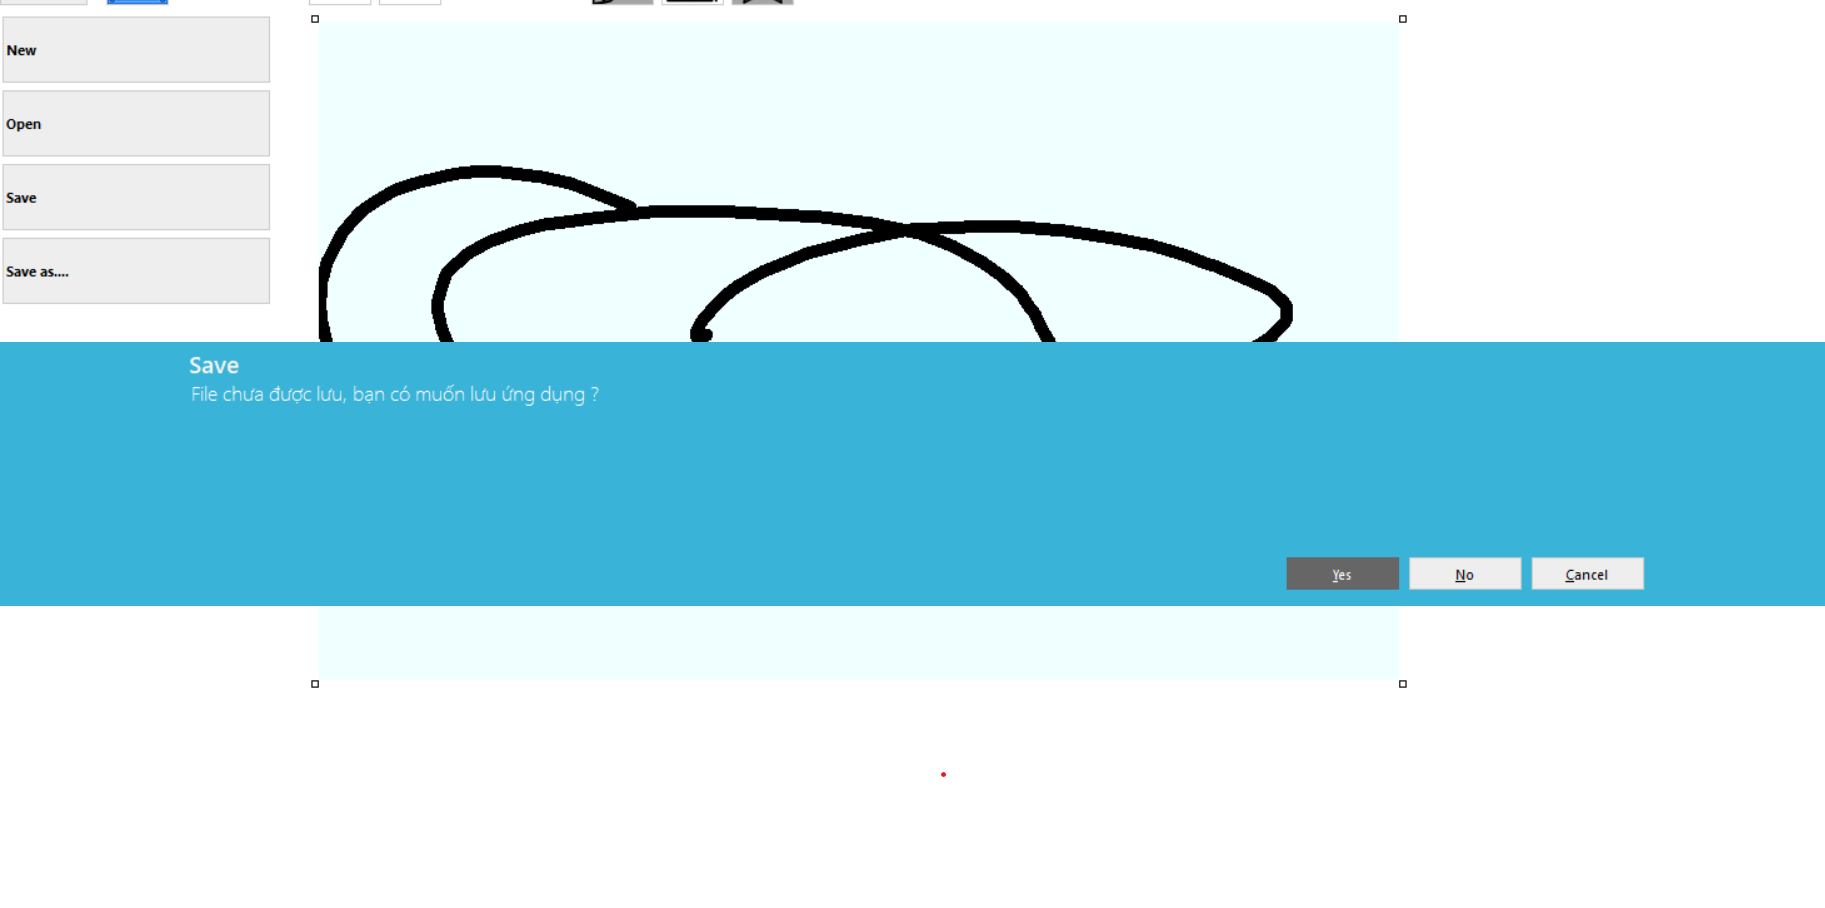 New
Open
Save
Save as....
Save
File chưa được lưu, bạn có muốn lưu ứng dụng ?
Yes
No
Cancel